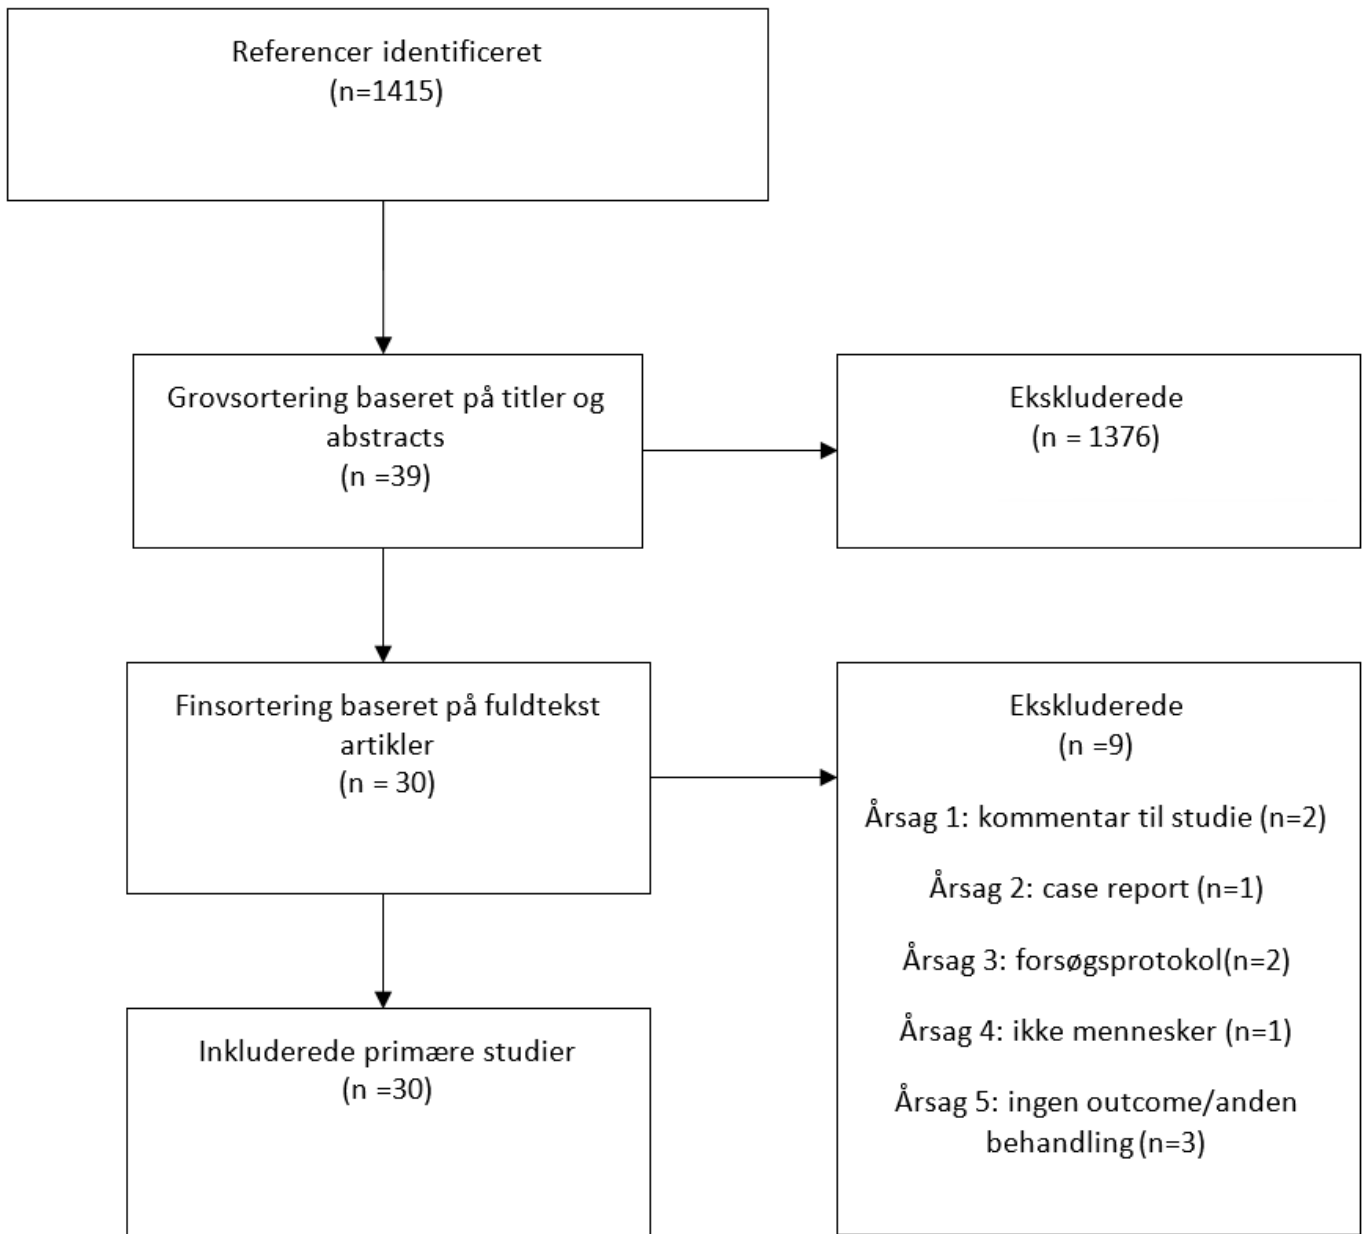 Referencer identificeret
(n=1415)
Grovsortering baseret på titler og
abstracts
(n =39)
Ekskluderede
(n = 1376)
Finsortering baseret på fuldtekst
artikler
(n = 30)
Ekskluderede
(n =9)
Årsag 1: kommentar til studie (n=2)
Årsag 2: case report (n=1)
Årsag 3: forsøgsprotokol(n=2)
Årsag 4: ikke mennesker (n=1)
Årsag 5: ingen outcome/anden
behandling (n=3)
Inkluderede primære studier
(n =30)